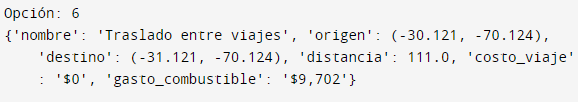 Opción: 6
{'nombre': 'Traslado entre viajes', 'origen': (-30.121, -70.124),
'destino': (-31.121, -70.124), 'distancia': 111.0, 'costo_viaje'
: '$0', 'gasto_combustible': '$9,702'}